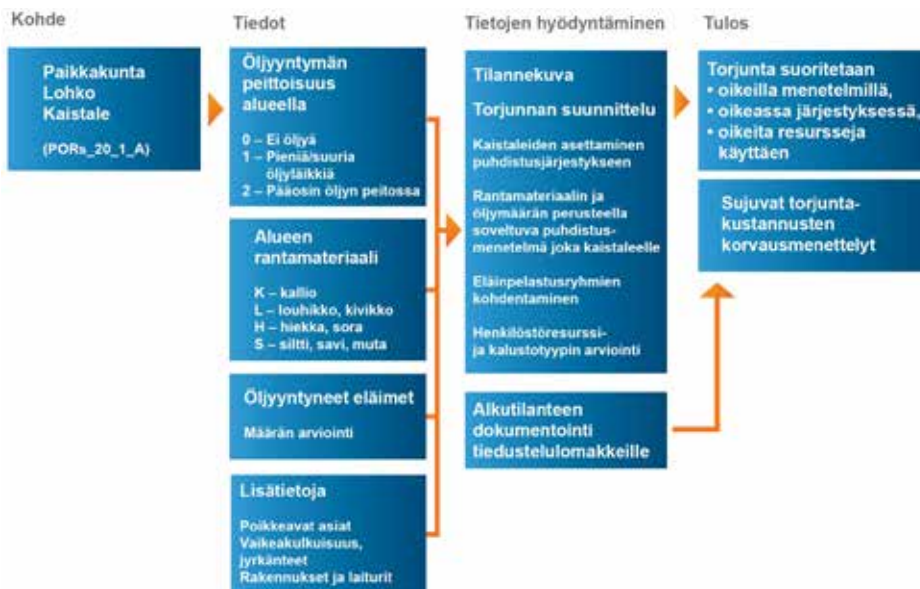 Kohde
Paikkakunta
Lohko
Kaistale
(PORs_20_1_A)
Tiedot
Öljyyntymän
peittoisuus
alueella
0 – Ei öljyä
1 – Pieniä/suuria
öljyläikkiä
2 – Pääosin öljyn peitossa
Alueen
rantamateriaali
K – kallio
L – louhikko, kivikko
H – hiekka, sora
S – siltti, savi, muta
Öljyyntyneet eläimet
Määrän arviointi
Lisätietoja
Poikkeavat asiat
Vaikeakulkuisuus,
jyrkänteet
Rakennukset ja laiturit
Tietojen hyödyntäminen
Tilannekuva
Torjunnan suunnittelu
Kaistaleiden asettaminen
puhdistusjärjestykseen
Rantamateriaalin ja
öljymäärän perusteella
soveltuva puhdistus-
menetelmä joka kaistaleelle
Eläinpelastusryhmien
kohdentaminen
Henkilöstöresurssi-
ja kalustotyypin arviointi
Alkutilanteen
dokumentointi
tiedustelulomakkeille
Tulos
Torjunta suoritetaan
• oikeilla menetelmillä,
• oikeassa järjestyksessä,
• oikeita resursseja
käyttäen
Sujuvat torjunta-
kustannusten
korvausmenettelyt